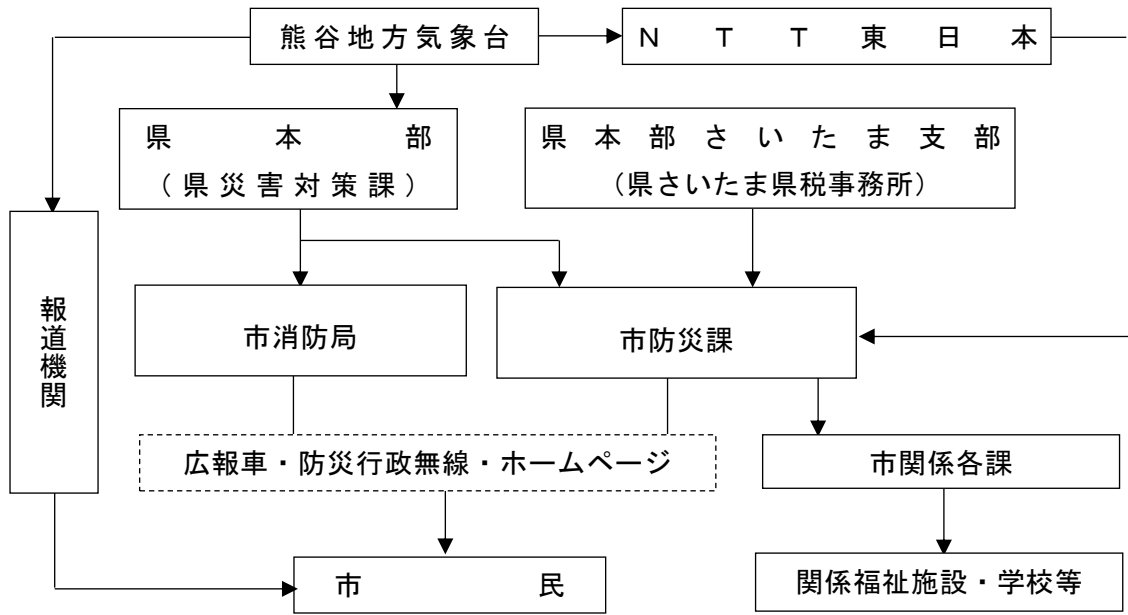 熊谷地方気象台
ＮＴＴ東日本
県本部
（県災害対策課）
県本部さいたま支部
（県さいたま県税事務所）
報道機関
市消防局
市防災課
広報車・防災行政無線・ホームページ
市関係各課
市民
関係福祉施設・学校等